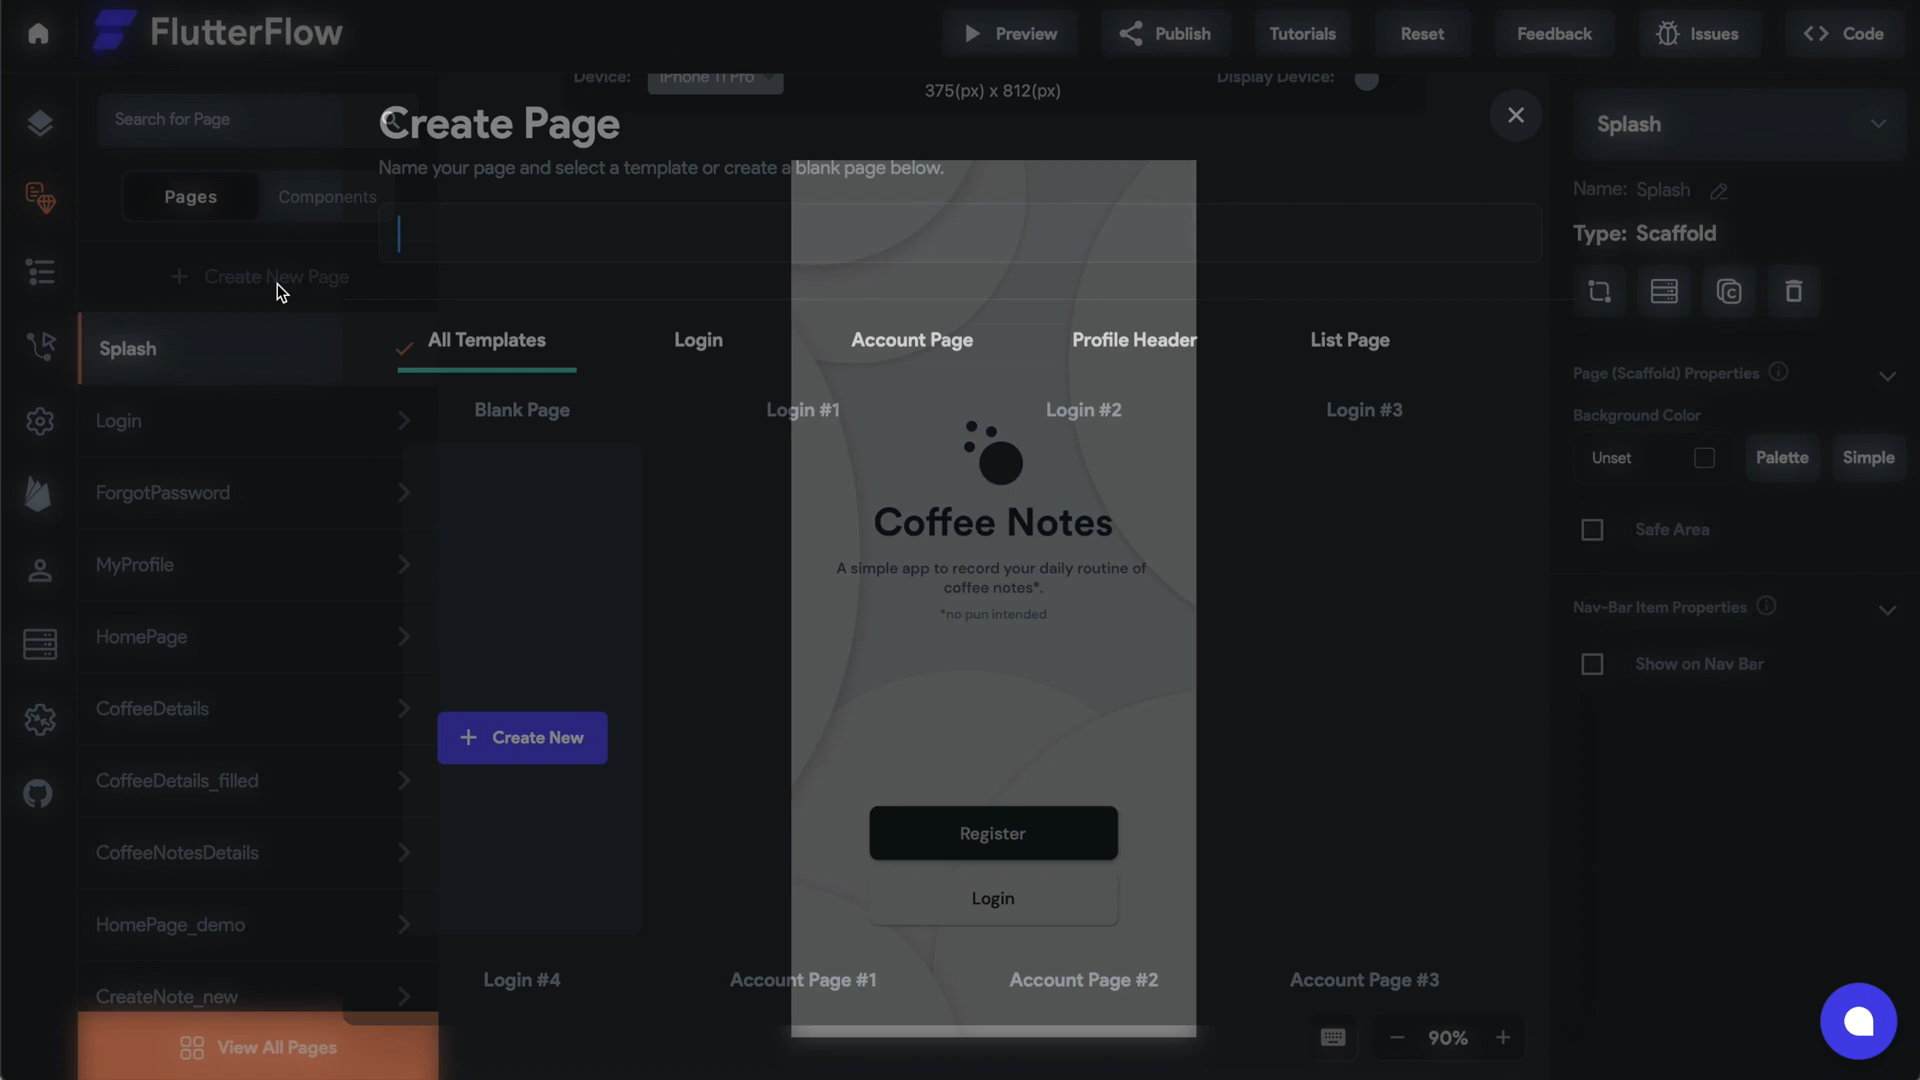 FlutterFlow
Preview
Publish
Tutorials
Reset
Feedback
Issues
Code
Device:
iPhone 11 Pro
375(px) x 812(px)
Display Device:
Search for Page
Pages
Components
Create New Page
Splash
Login
ForgotPassword
MyProfile
HomePage
CoffeeDetails
CoffeeDetails_filled
CoffeeNotesDetails
HomePage_demo
CreateNote_new
View All Pages
Create Page
Name your page and select a template or create a blank page below.
All Templates
Login
Account Page
Profile Header
List Page
Blank Page
Login #1
Login #2
Login #3
Create New
Coffee Notes
A simple app to record your daily routine of
coffee notes*.
*no pun intended
Register
Login
Login #4
Account Page #1
Account Page #2
Account Page #3
90%
Splash
Name: Splash
Type: Scaffold
Page (Scaffold) Properties
Background Color
Unset
Palette
Simple
Safe Area
Nav-Bar Item Properties
Show on Nav Bar